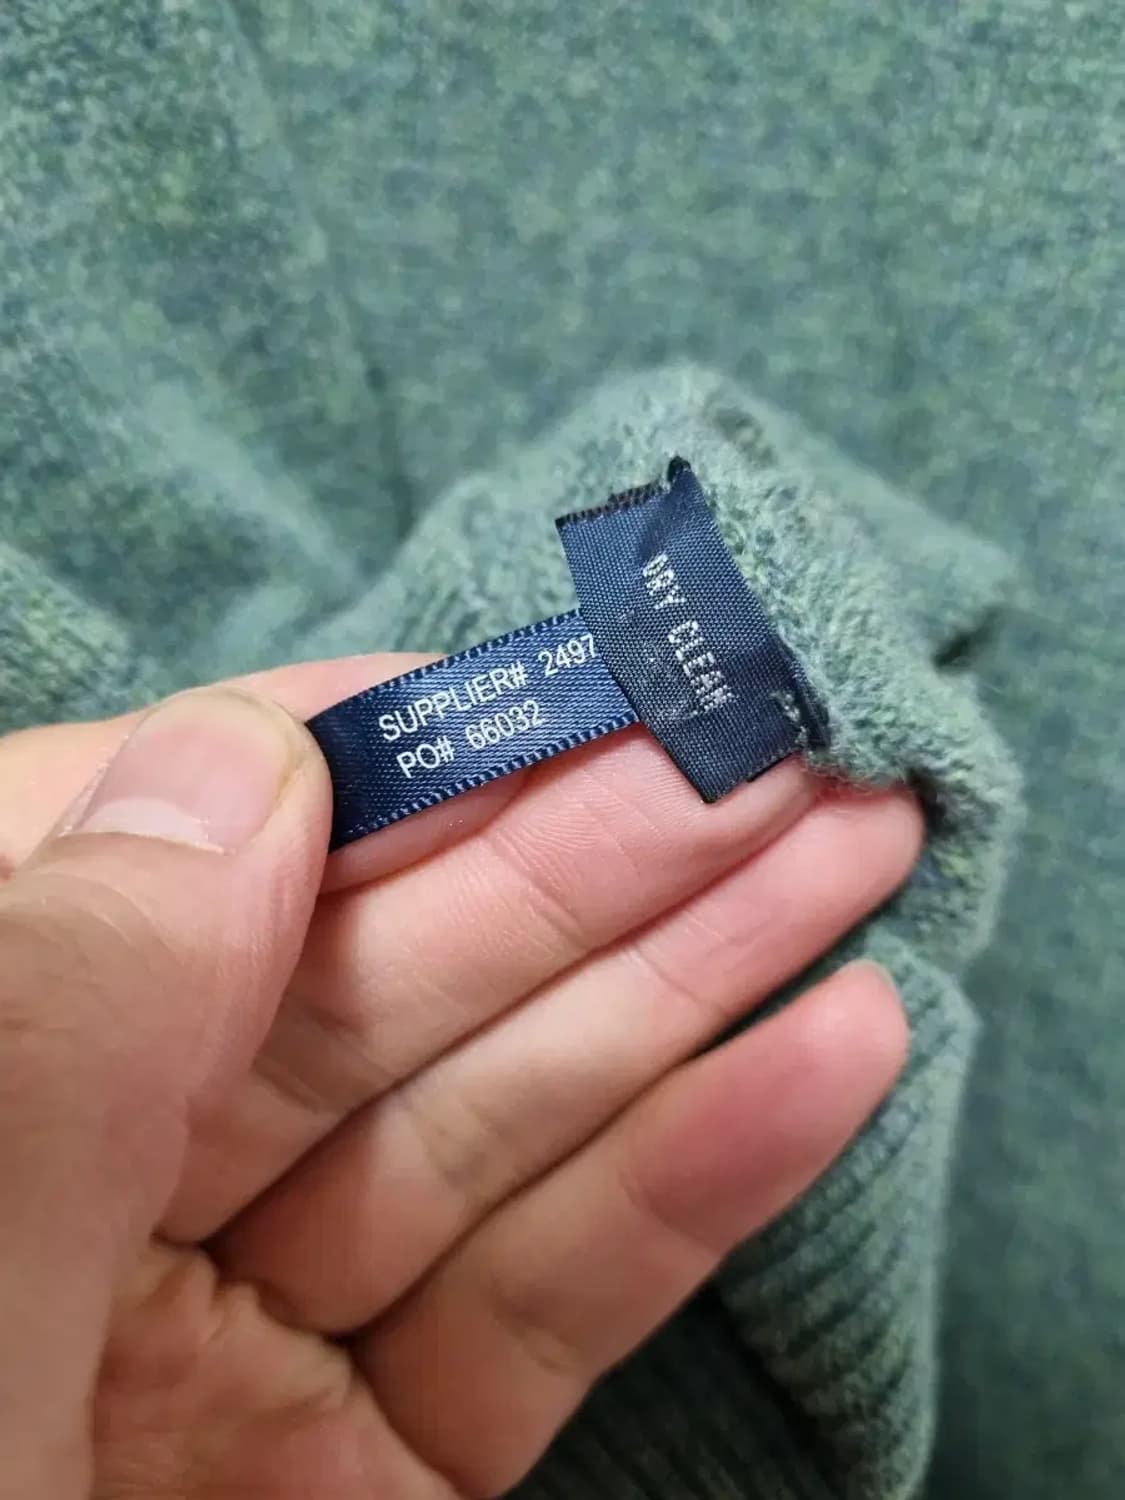 SUPPLIER# 2497
PO# 66032
DRY CLEAN